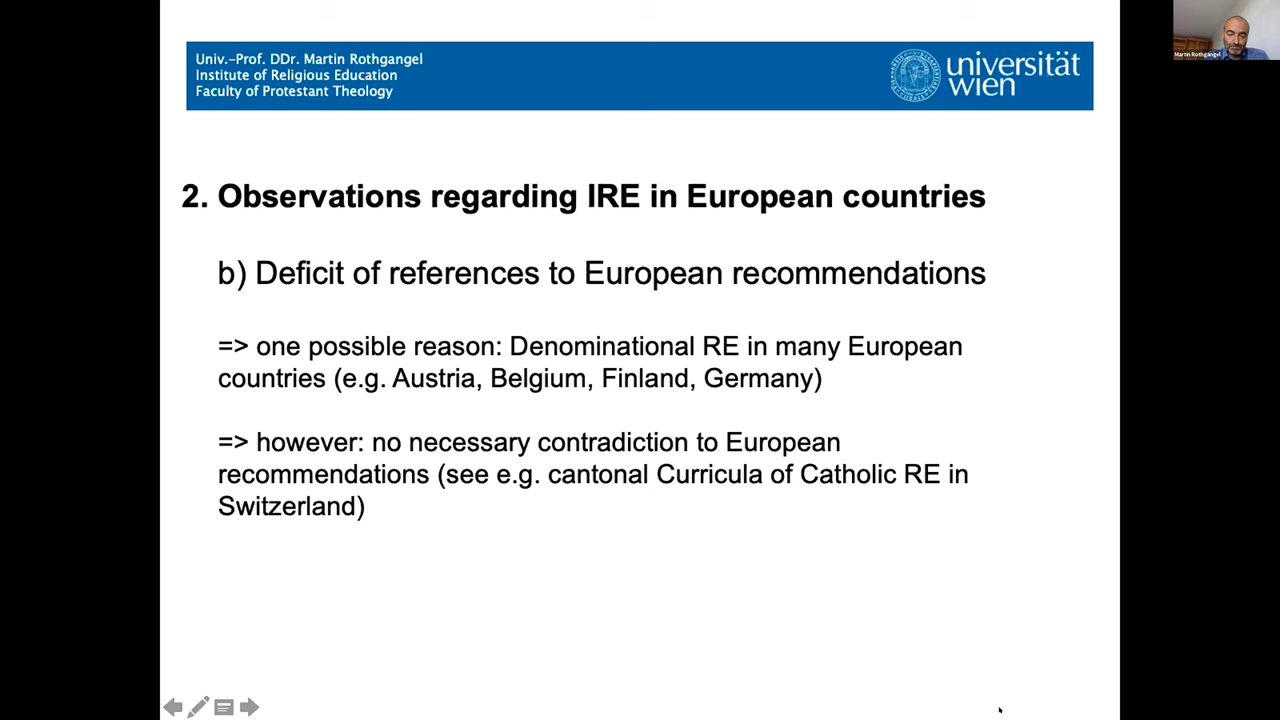 Univ.-Prof. DDr. Martin Rothgangel
Institute of Religious Education
Faculty of Protestant Theology
universität
wien
Martin Rothgangel
2. Observations regarding IRE in European countries
b) Deficit of references to European recommendations
=> one possible reason: Denominational RE in many European
countries (e.g. Austria, Belgium, Finland, Germany)
=> however: no necessary contradiction to European
recommendations (see e.g. cantonal Curricula of Catholic RE in
Switzerland)